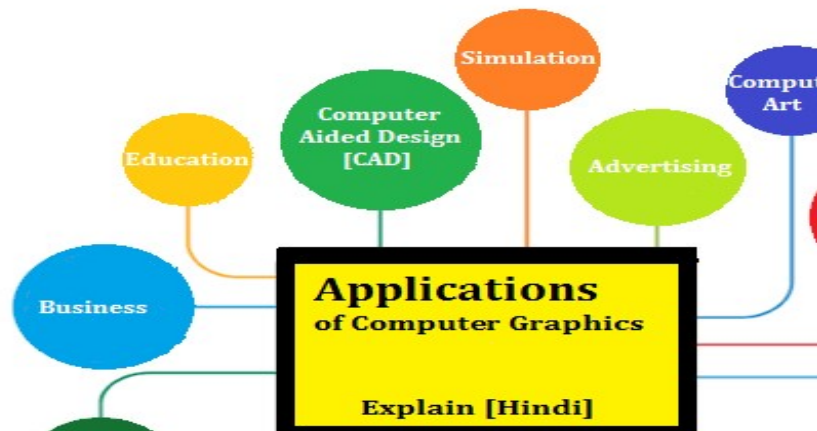 Simulation
Computer
Aided Design
[CAD]
Art
Education
Advertising
Business
Applications
of Computer Graphics
Explain [Hindi]